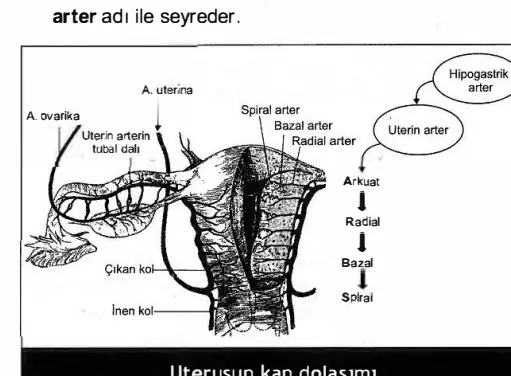 arter adı ile seyreder.
Hipogastrik
arter
A. uterina
A. ovarika
Spiral arter
Bazal arter
Radial arter
Uterin arter
Uterin arterin
tubal dalı
Arkuat
Radial
Bazal
Spiral
Çıkan kol
İnen kol
Uterusun kan dolaşımı